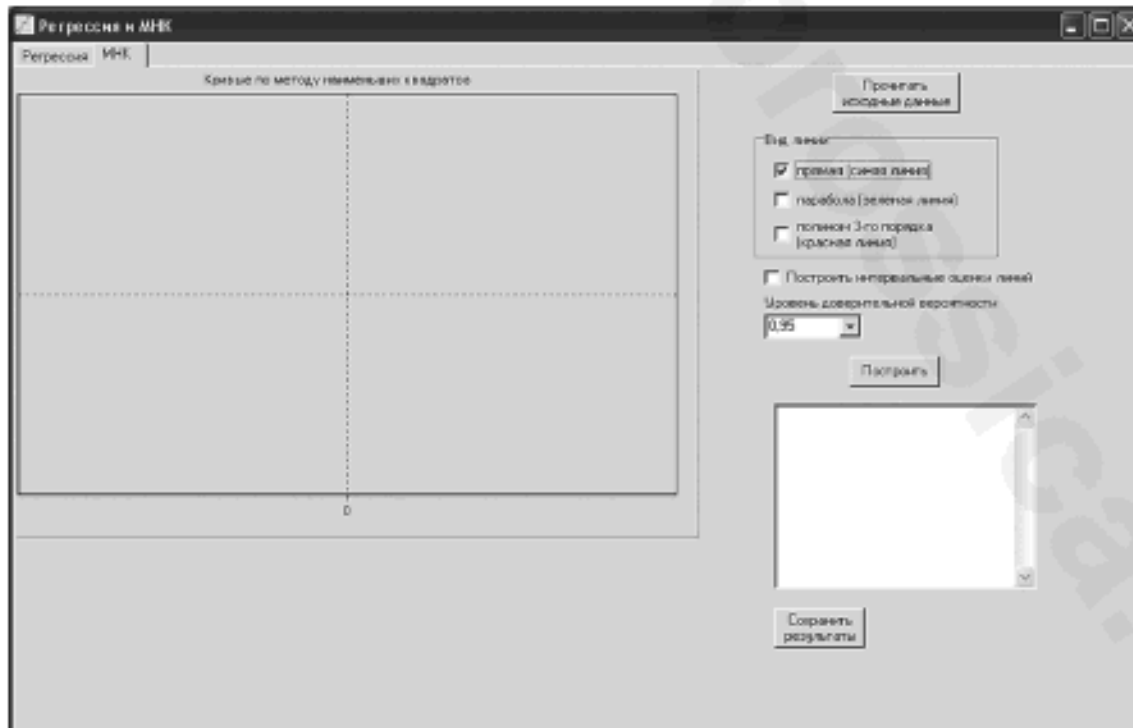 Регрессия и МНК
Регрессия МНК
Кривые по методу наименьших квадратов
0
Прочитать
исходные данные
Вид линии
прямая (синяя линия)
парабола (зелёная линия)
полином 3-го порядка
(красная линия)
Построить интервальные оценки линий
Уровень доверительной вероятности
0,95
Построить
Сохранить
результаты